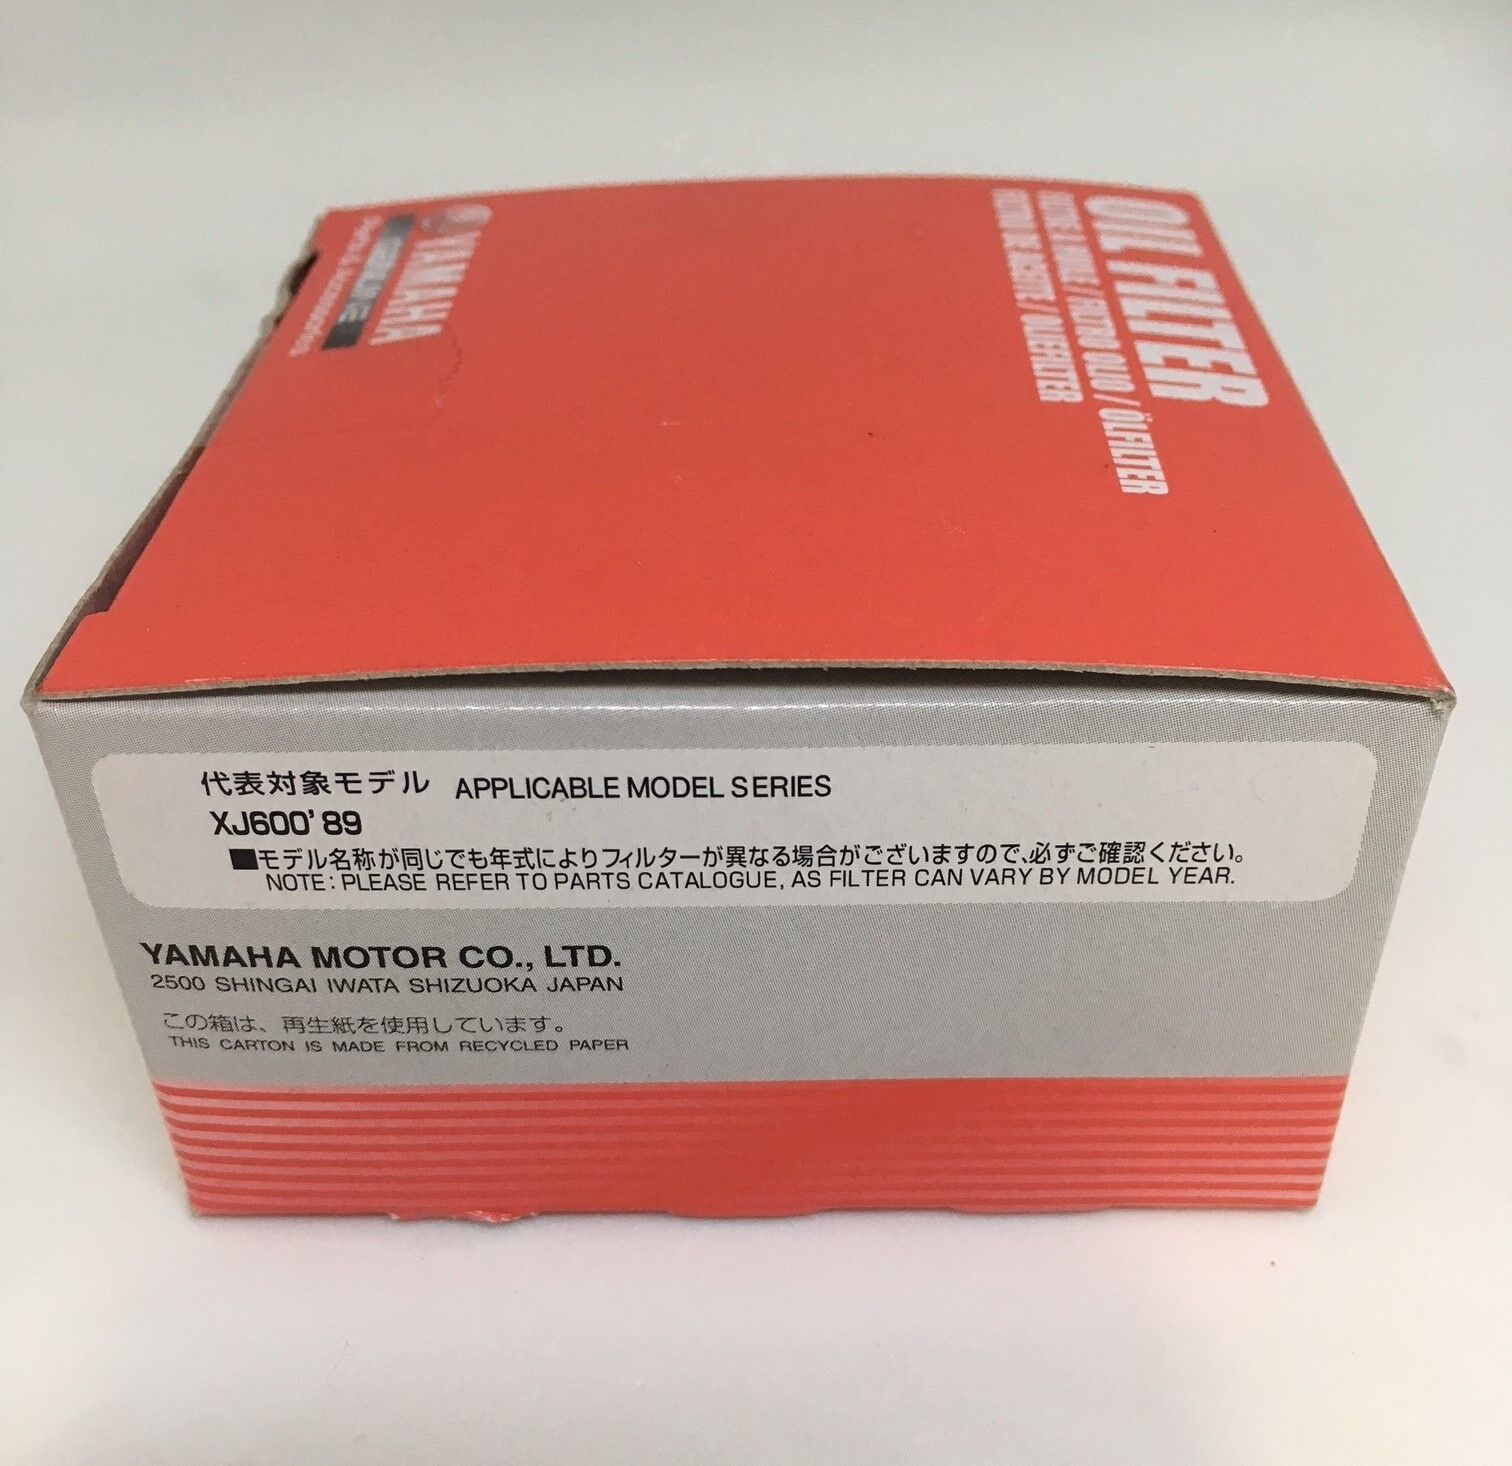 YAMAHA
OIL FILTER
/ FILTRO OLIO / ÖLFILTER
FILTRO DE ACEITE / OLIEFILTER
代表対象モデル APPLICABLE MODEL SERIES
XJ600'89
■モデル名称が同じでも年式によりフィルターが異なる場合がございますので、必ずご確認ください。
NOTE : PLEASE REFER TO PARTS CATALOGUE, AS FILTER CAN VARY BY MODEL YEAR.
YAMAHA MOTOR CO., LTD.
2500 SHINGAI IWATA SHIZUOKA JAPAN
この箱は、再生紙を使用しています。
THIS CARTON IS MADE FROM RECYCLED PAPER